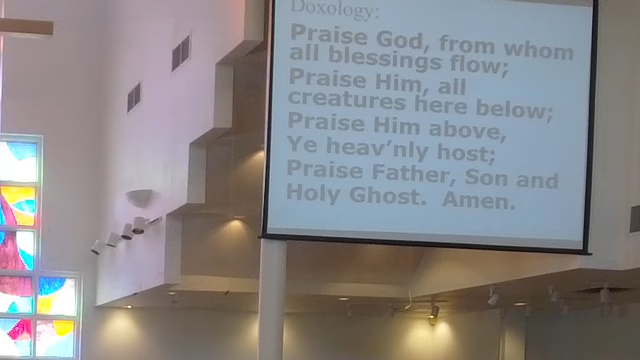 Doxology:
Praise God, from whom
all blessings flow;
Praise Him, all
creatures here below;
Praise Him above,
Ye heav'nly host;
Praise Father, Son and
Holy Ghost.  Amen.